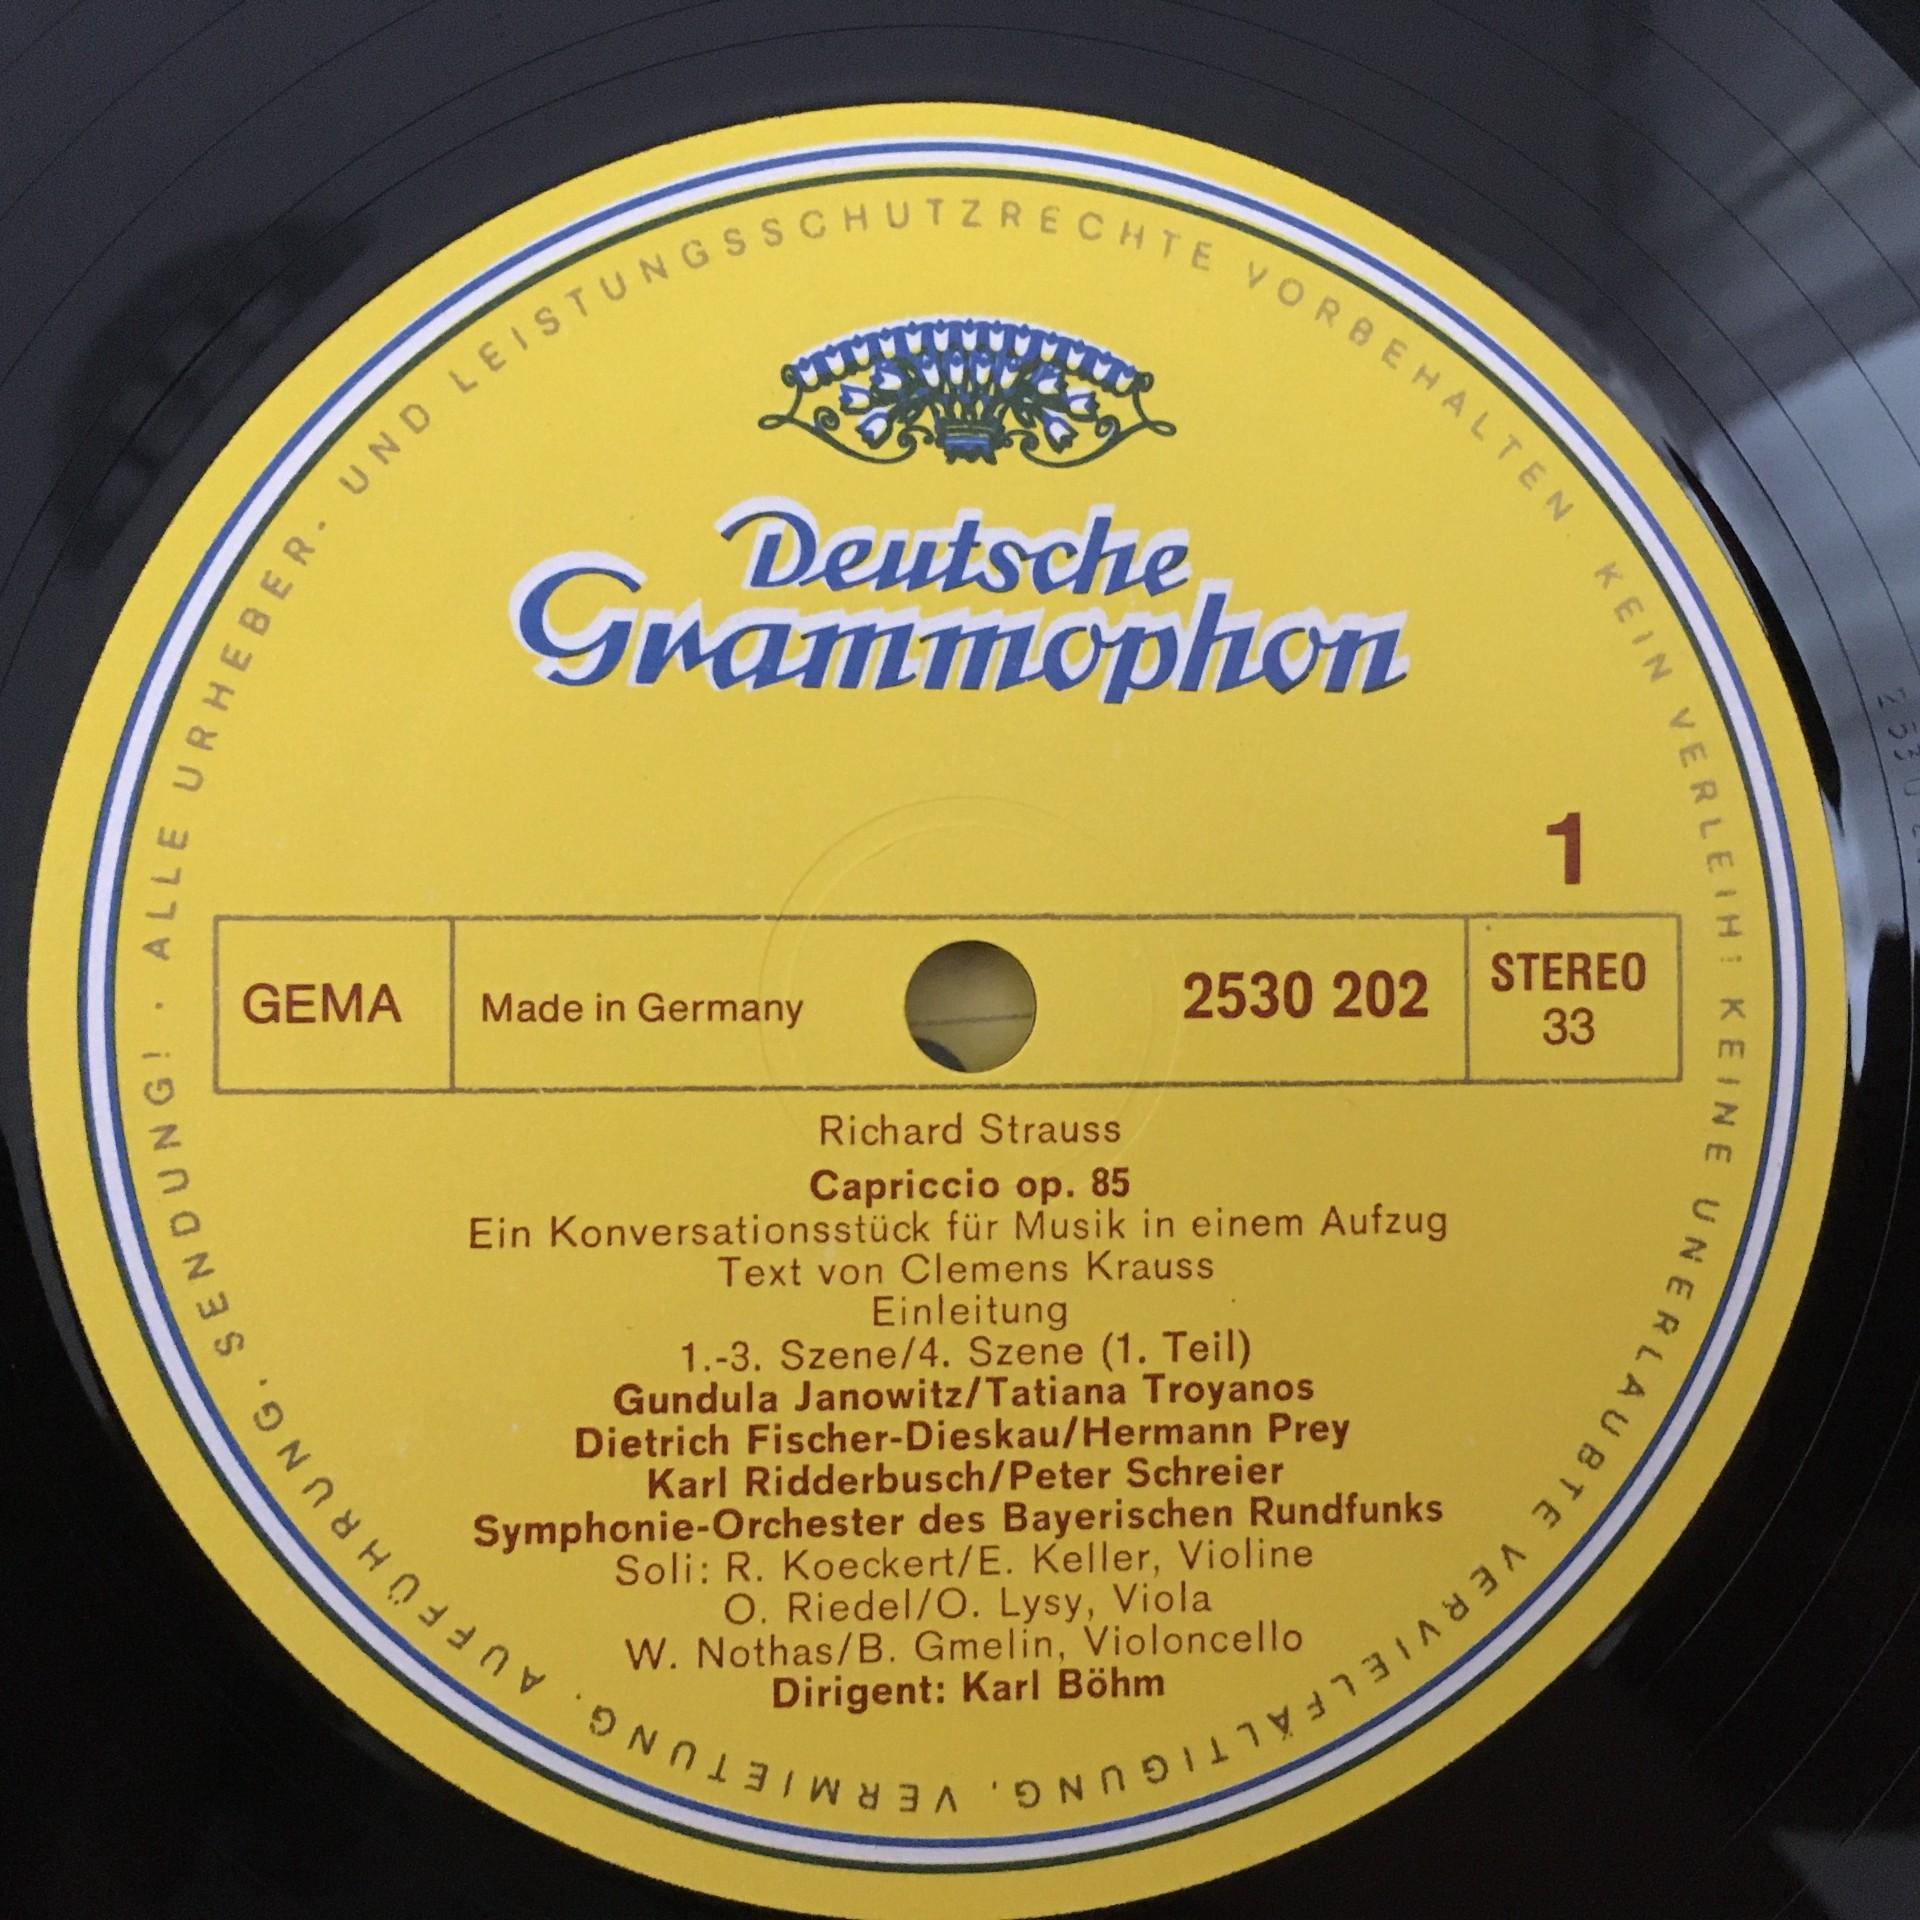 ALLE URHEBER- UND LEISTUNGSSCHUTZRECHTE VORBEHALTEN. KEIN VERLEIH! KEINE UNERLAUBTE VERVIELFÄLTIGUNG, VERMIETUNG, AUFFÜHRUNG, SENDUNG! ·
Deutsche
Grammophon
1
GEMA
Made in Germany
2530 202
STEREO
33
Richard Strauss
Capriccio op. 85
Ein Konversationsstück für Musik in einem Aufzug
Text von Clemens Krauss
Einleitung
1.-3. Szene/4. Szene (1. Teil)
Gundula Janowitz/Tatiana Troyanos
Dietrich Fischer-Dieskau/Hermann Prey
Karl Ridderbusch/Peter Schreier
Symphonie-Orchester des Bayerischen Rundfunks
Soli: R. Koeckert/E. Keller, Violine
O. Riedel/O. Lysy, Viola
W. Nothas/B. Gmelin, Violoncello
Dirigent: Karl Böhm